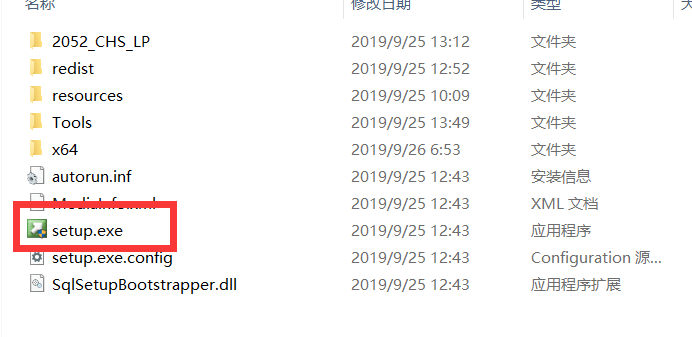 名称 修改日期 类型 大
2052_CHS_LP 2019/9/25 13:12 文件夹
redist 2019/9/25 12:52 文件夹
resources 2019/9/25 10:09 文件夹
Tools 2019/9/25 13:49 文件夹
x64 2019/9/26 6:53 文件夹
autorun.inf 2019/9/25 12:43 安装信息
2019/9/25 12:43 XML 文档
setup.exe 2019/9/25 12:43 应用程序
setup.exe.config 2019/9/25 12:43 Configuration 源...
SqlSetupBootstrapper.dll 2019/9/25 12:43 应用程序扩展